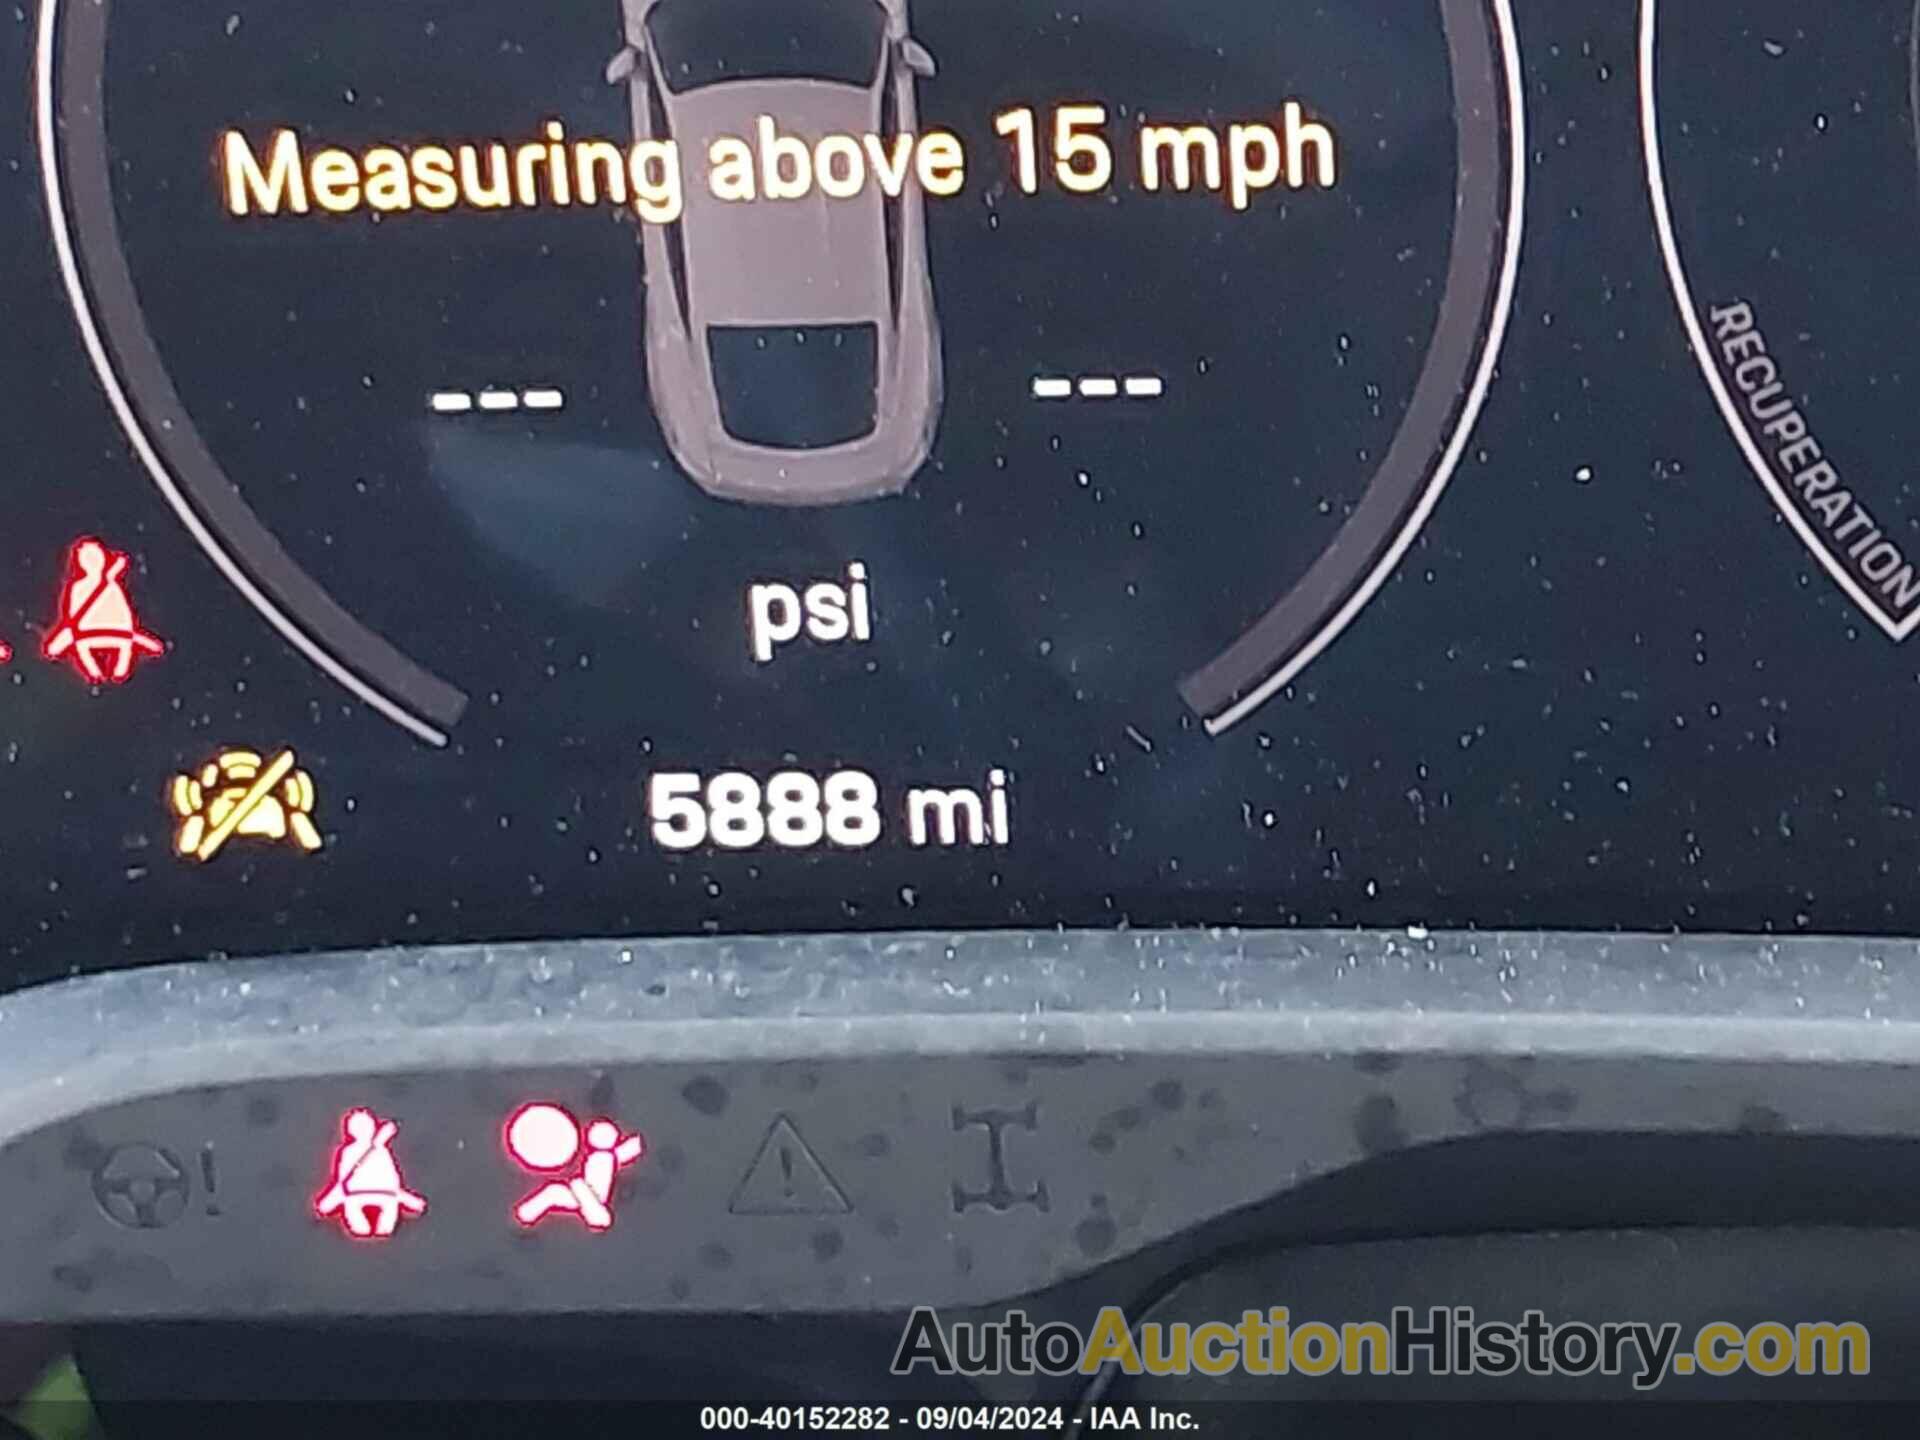 Measuring above 15 mph
--- ---
RECUPERATION
psi
5888 mi
!
!
AutoAuctionHistory.com
000-40152282 - 09/04/2024 - IAA Inc.